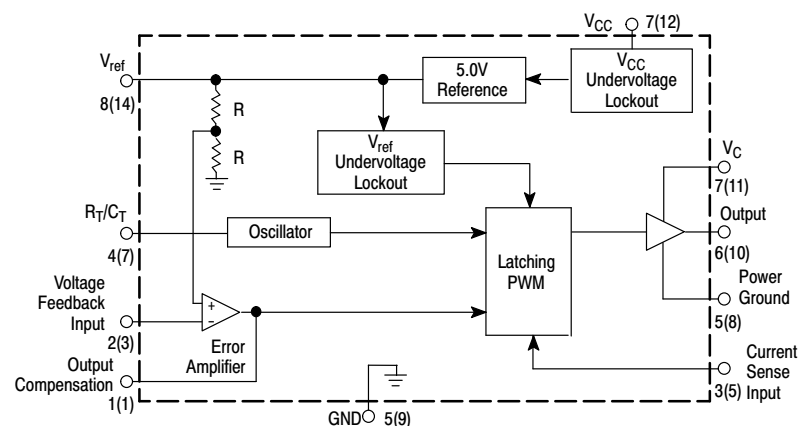 VCC 7(12)
Vref
8(14)
5.0V
Reference
VCC
Undervoltage
Lockout
R
R
Vref
Undervoltage
Lockout
VC
7(11)
RT/CT
4(7)
Oscillator
Latching
PWM
Output
6(10)
Voltage
Feedback
Input
2(3)
+
–
Error
Amplifier
Power
Ground
5(8)
Output
Compensation
1(1)
Current
Sense
Input
3(5)
GND 5(9)